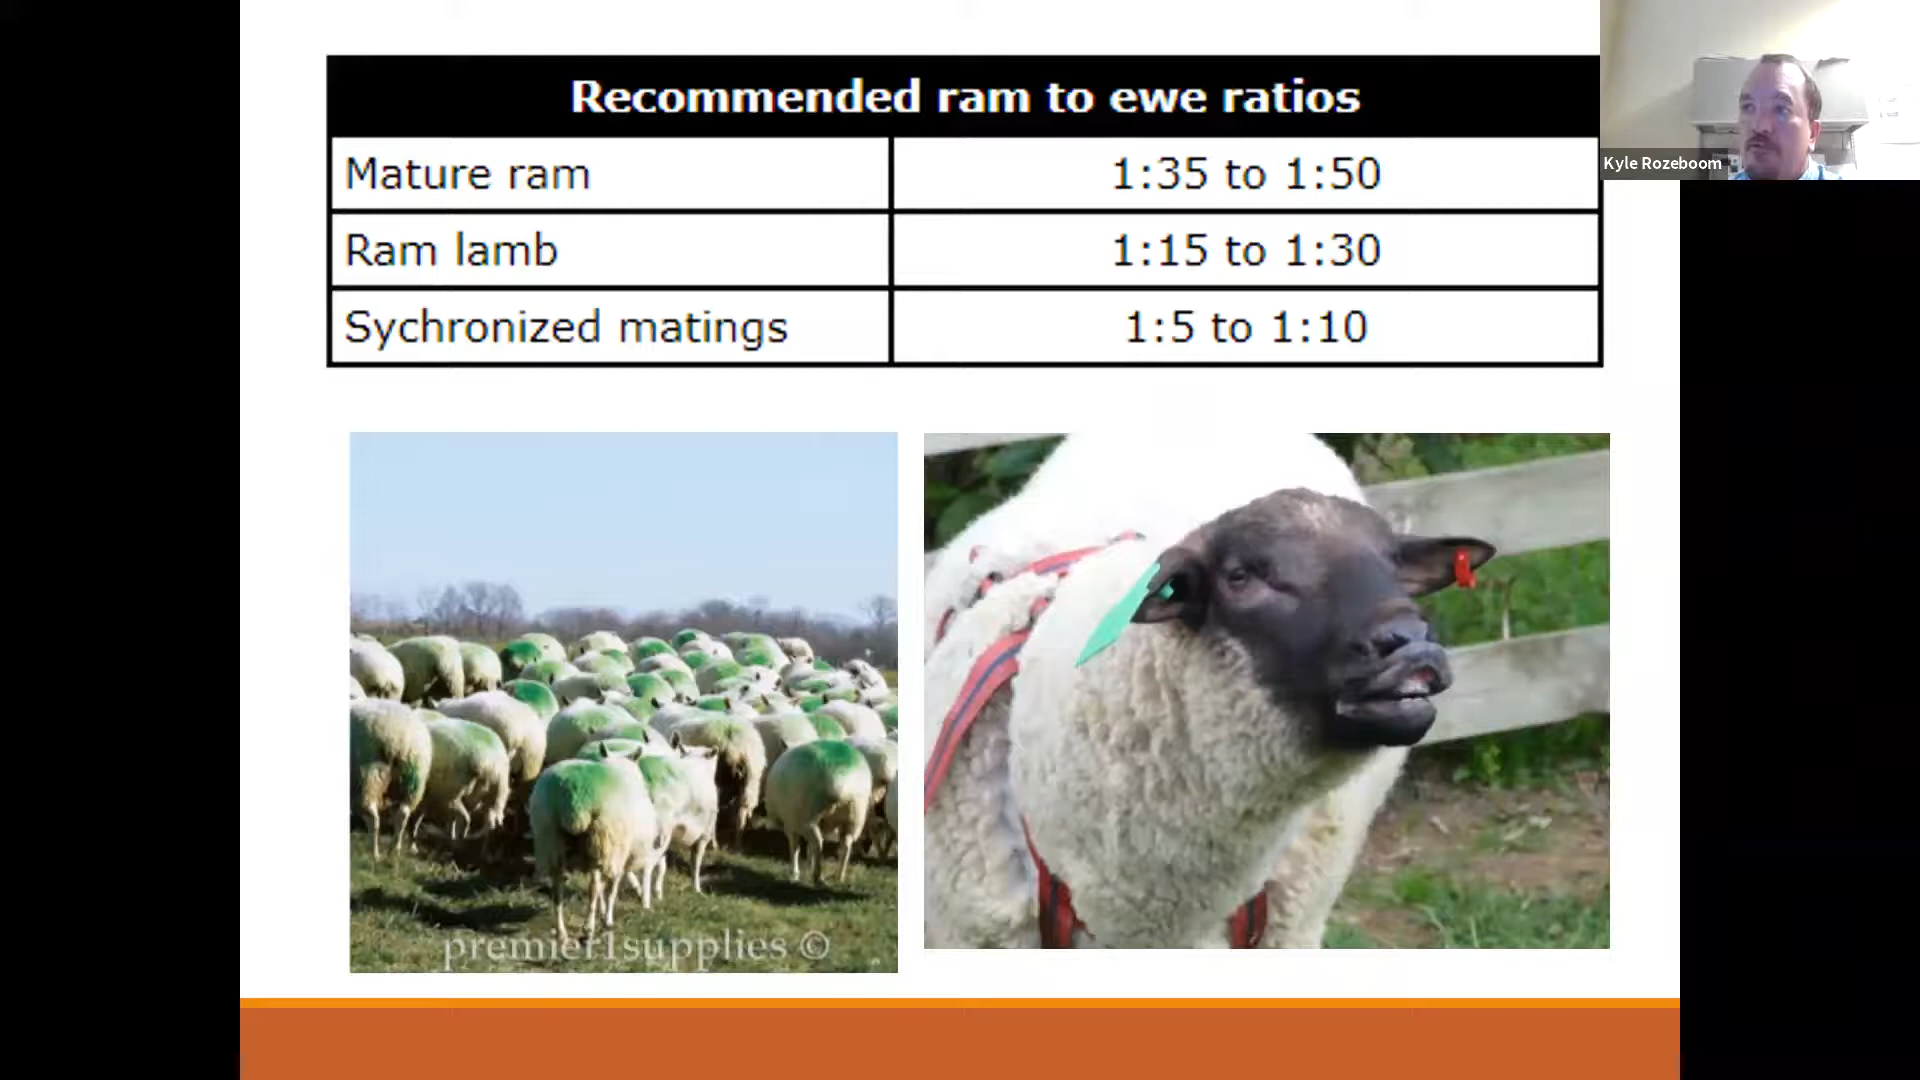 Recommended ram to ewe ratios
Mature ram 1:35 to 1:50
Ram lamb 1:15 to 1:30
Sychronized matings 1:5 to 1:10
Kyle Rozeboom
premier1supplies ©